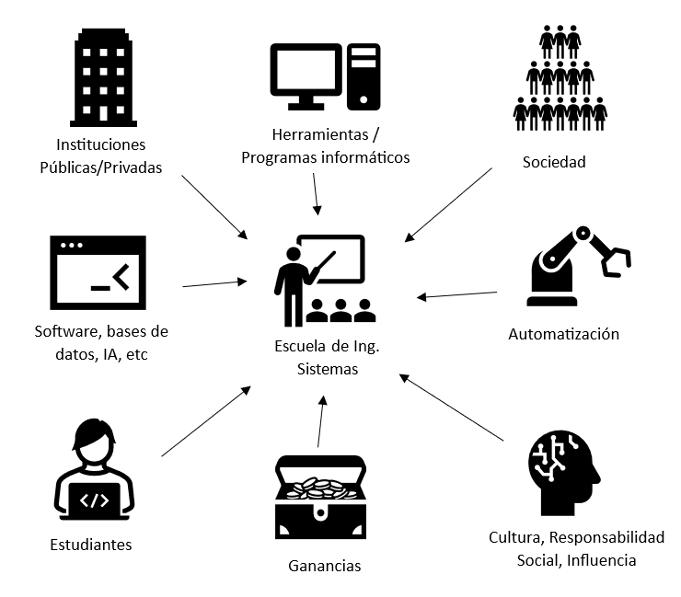 Instituciones
Públicas/Privadas
Herramientas /
Programas informáticos
Sociedad
Software, bases de
datos, IA, etc
Escuela de Ing.
Sistemas
Automatización
Estudiantes
</>
Ganancias
Cultura, Responsabilidad
Social, Influencia